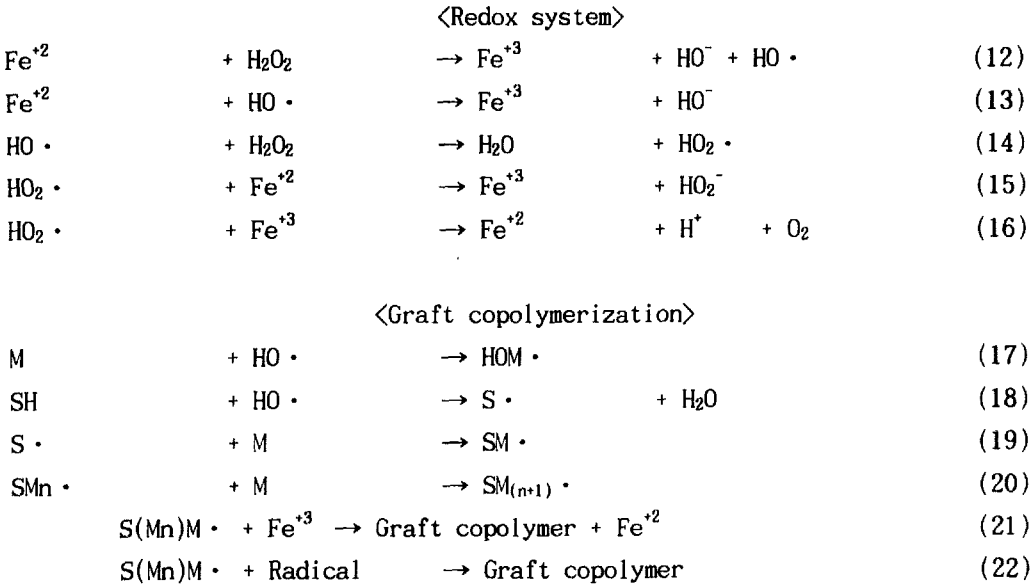 <Redox system>
Fe⁺² + H₂O₂ → Fe⁺³ + HO⁻ + HO · (12)
Fe⁺² + HO · → Fe⁺³ + HO⁻ (13)
HO · + H₂O₂ → H₂O + HO₂ · (14)
HO₂ · + Fe⁺² → Fe⁺³ + HO₂⁻ (15)
HO₂ · + Fe⁺³ → Fe⁺² + H⁺ + O₂ (16)
<Graft copolymerization>
M + HO · → HOM · (17)
SH + HO · → S · + H₂O (18)
S · + M → SM · (19)
SMn · + M → SM₍ₙ₊₁₎ · (20)
S(Mn)M · + Fe⁺³ → Graft copolymer + Fe⁺² (21)
S(Mn)M · + Radical → Graft copolymer (22)